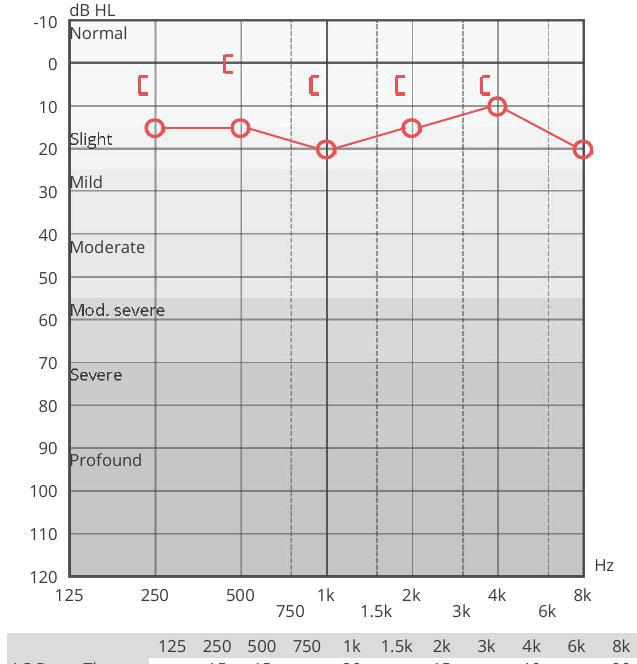 dB HL
-10
Normal
0
10
Slight
20
Mild
30
40
Moderate
50
Mod. severe
60
70
Severe
80
90
Profound
100
110
120
Hz
125 250 500 1k 2k 4k 8k
750 1.5k 3k 6k
125 250 500 750 1k 1.5k 2k 3k 4k 6k 8k